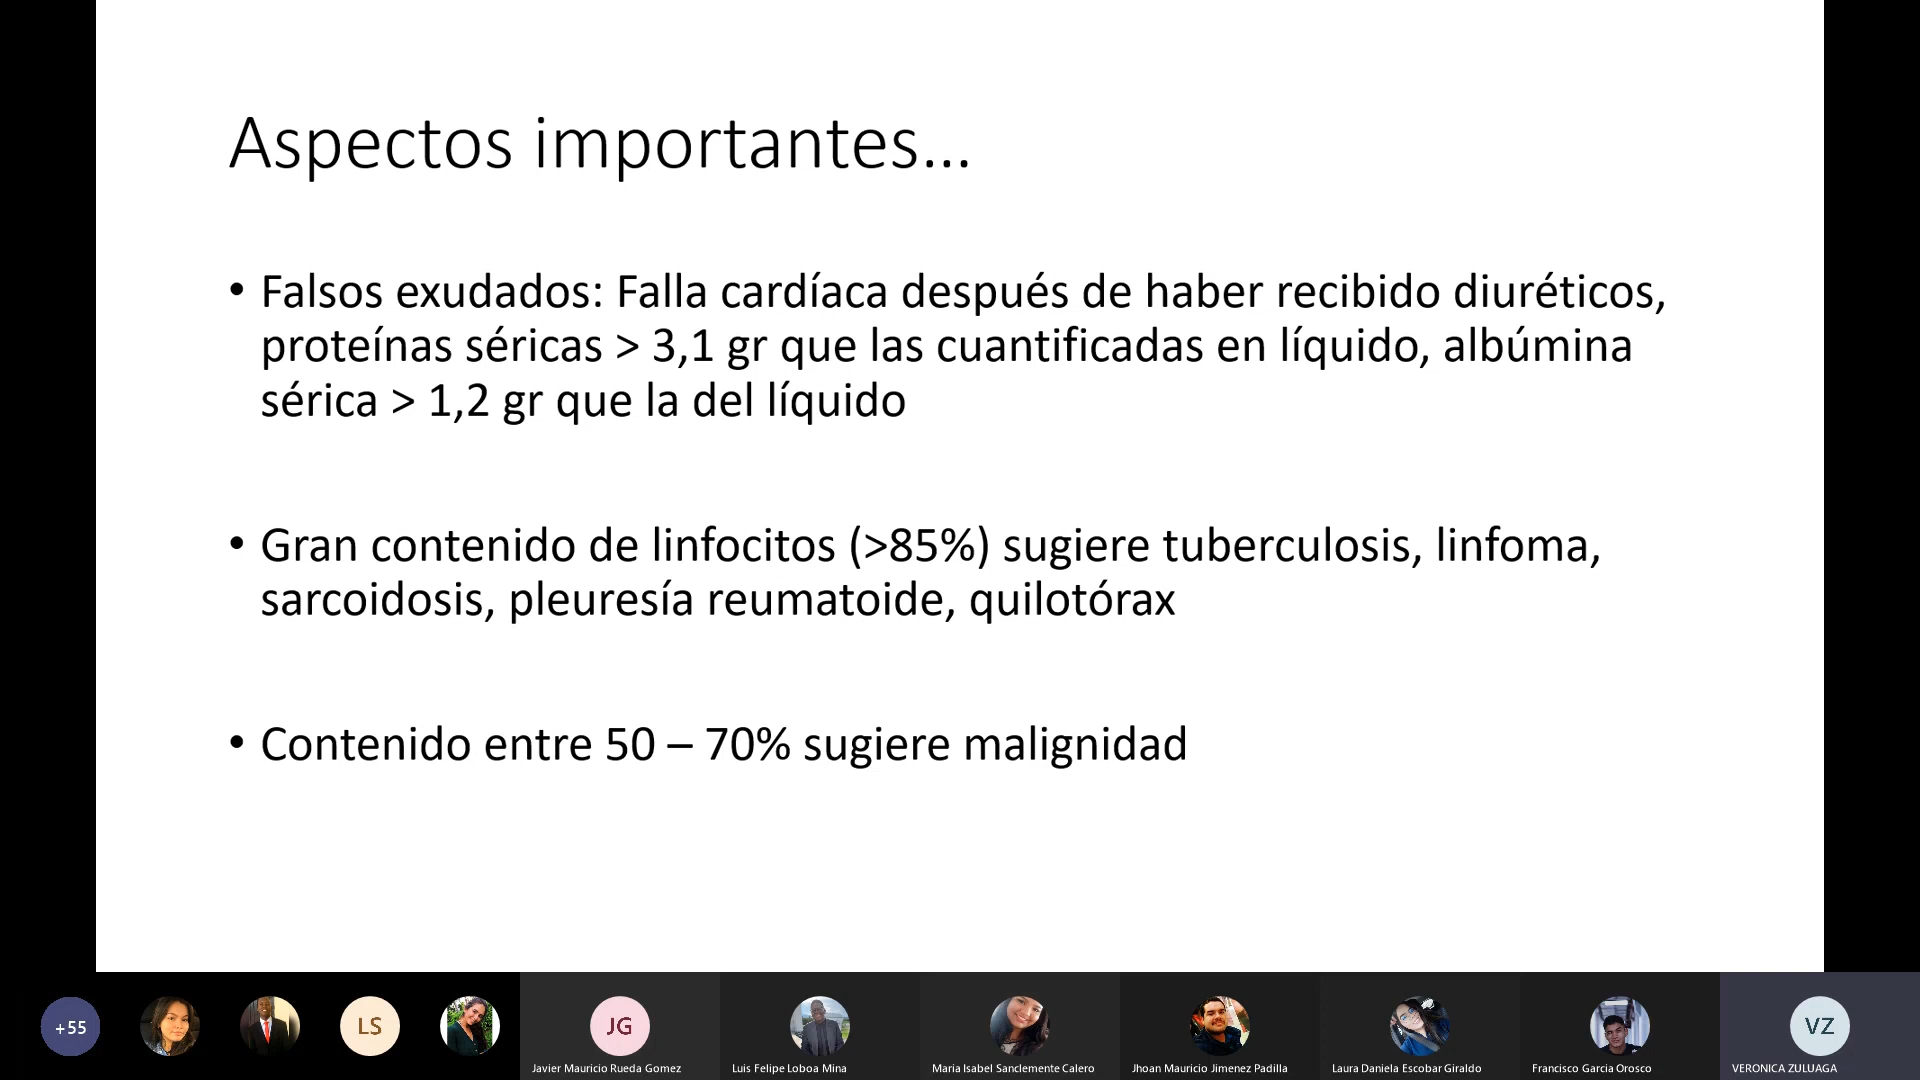 Aspectos importantes...
• Falsos exudados: Falla cardíaca después de haber recibido diuréticos,
proteínas séricas > 3,1 gr que las cuantificadas en líquido, albúmina
sérica > 1,2 gr que la del líquido
• Gran contenido de linfocitos (>85%) sugiere tuberculosis, linfoma,
sarcoidosis, pleuresía reumatoide, quilotórax
• Contenido entre 50 – 70% sugiere malignidad
+55
LS
JG
VZ
Javier Mauricio Rueda Gomez
Luis Felipe Loboa Mina
Maria Isabel Sanclemente Calero
Jhoan Mauricio Jimenez Padilla
Laura Daniela Escobar Giraldo
Francisco Garcia Orosco
VERONICA ZULUAGA